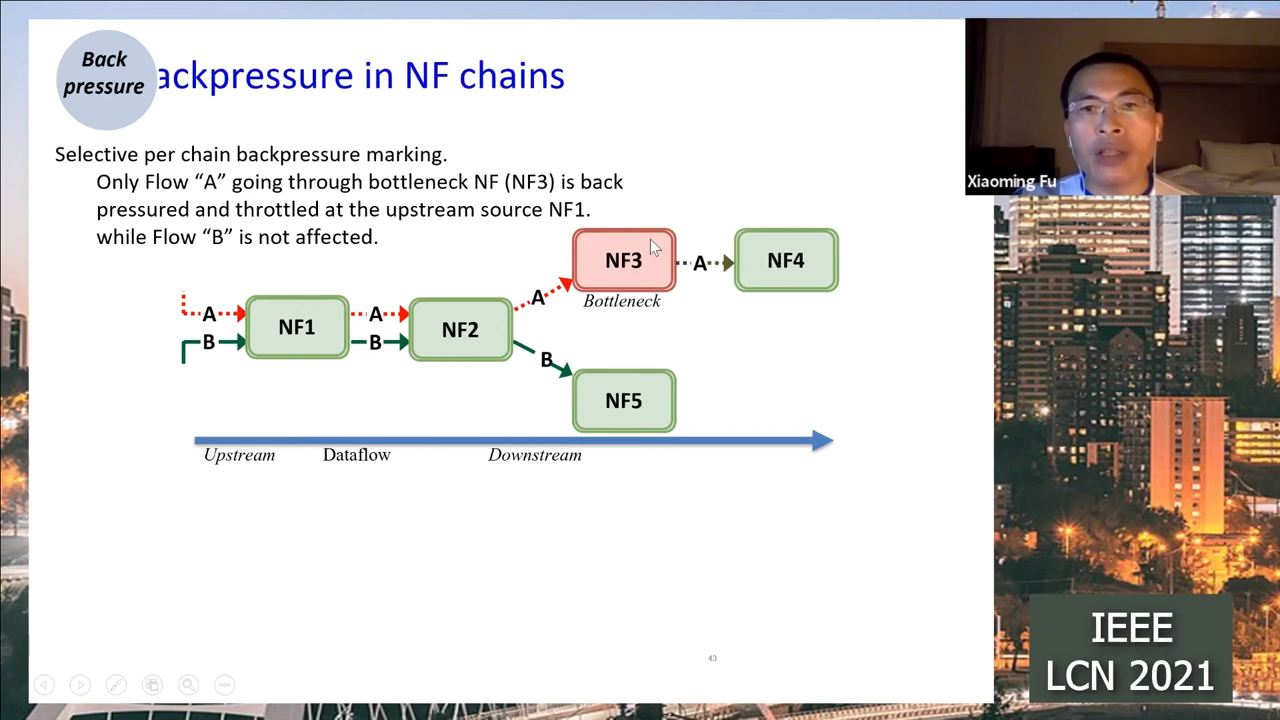 Back
pressure
ackpressure in NF chains
Xiaoming Fu
Selective per chain backpressure marking.
Only Flow “A” going through bottleneck NF (NF3) is back
pressured and throttled at the upstream source NF1.
while Flow “B” is not affected.
NF3
A
NF4
A
Bottleneck
A
NF1
A
NF2
B
B
B
NF5
Upstream
Dataflow
Downstream
43
IEEE
LCN 2021